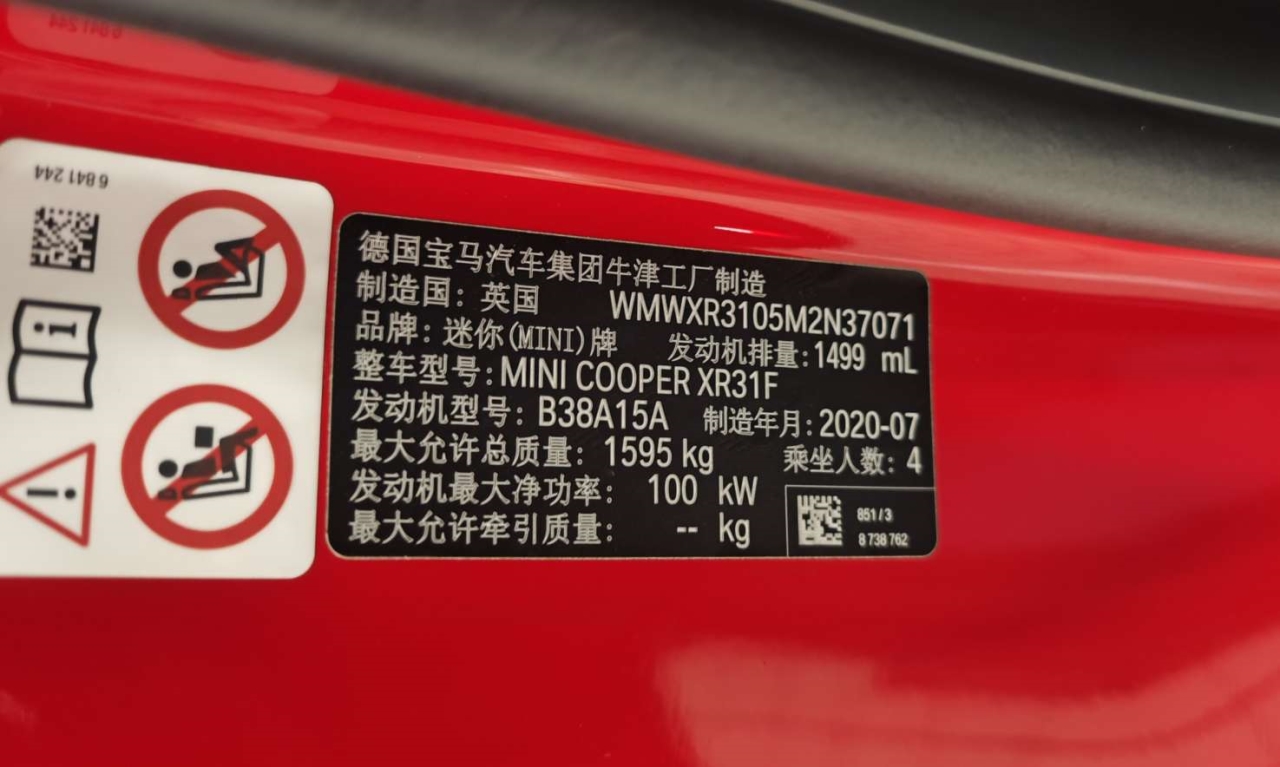 6 841 244
德国宝马汽车集团牛津工厂制造
制造国：英国 WMWXR3105M2N37071
品牌：迷你(MINI)牌 发动机排量：1499 mL
整车型号：MINI COOPER XR31F
发动机型号：B38A15A 制造年月：2020-07
最大允许总质量：1595 kg 乘坐人数：4
发动机最大净功率：100 kW
最大允许牵引质量：-- kg
851/3
8 738 762